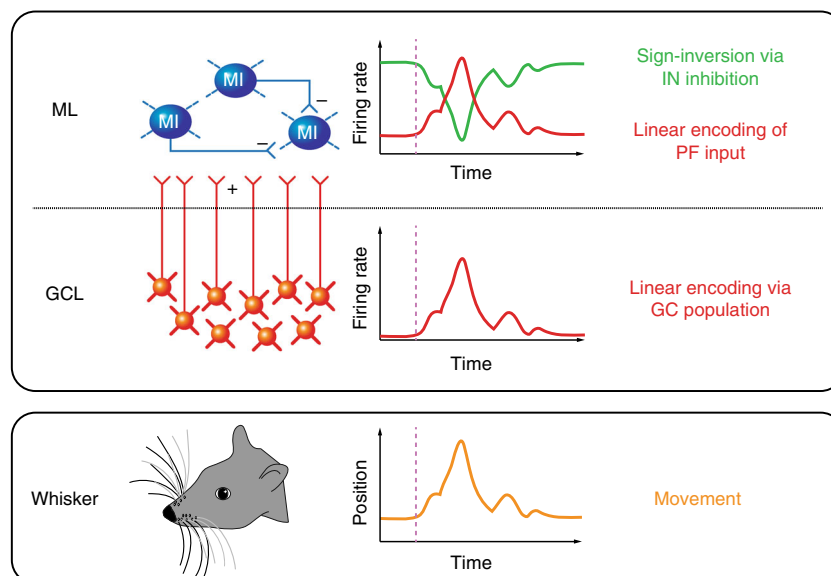 ML
MI
MI
MI
–
–
+
Firing rate
Time
Sign-inversion via
IN inhibition
Linear encoding of
PF input
GCL
Firing rate
Time
Linear encoding via
GC population
Whisker
Position
Time
Movement